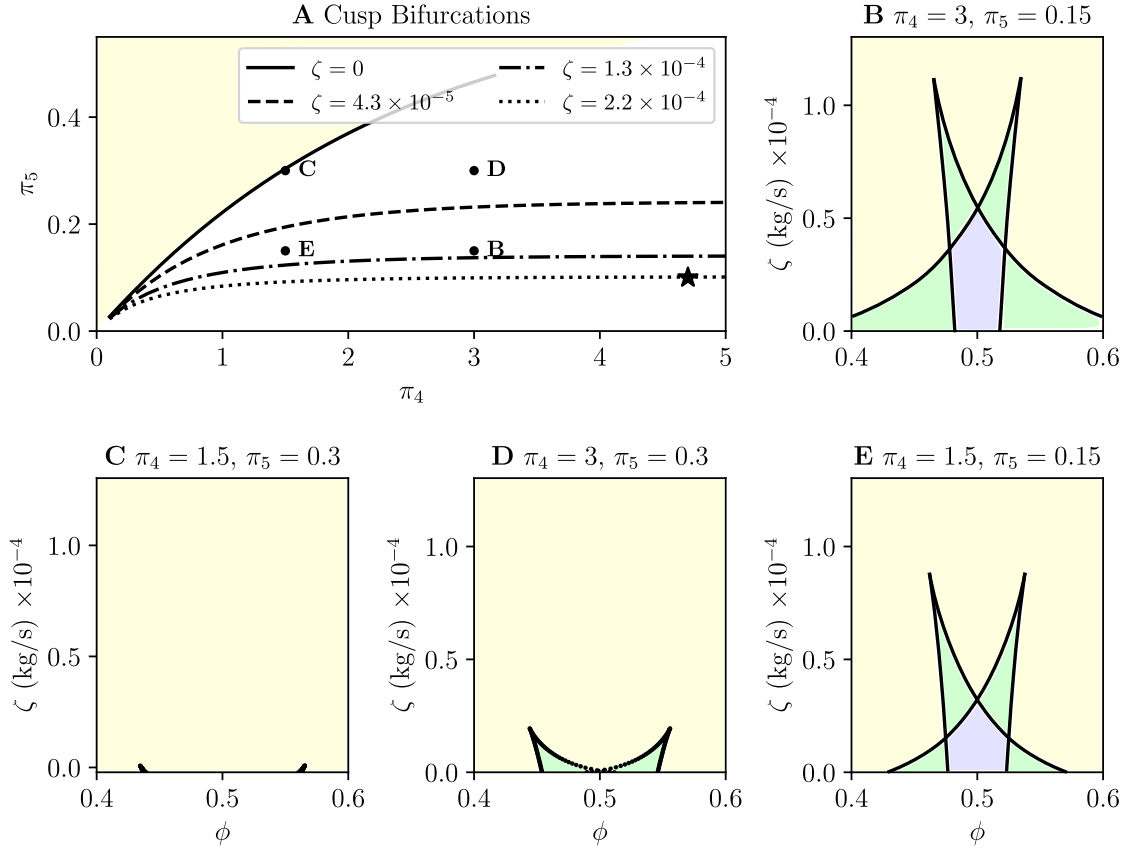 A Cusp Bifurcations
ζ = 0
ζ = 4.3 × 10⁻⁵
ζ = 1.3 × 10⁻⁴
ζ = 2.2 × 10⁻⁴
π₅
0.4
0.2
0.0
C
D
E
B
0 1 2 3 4 5
π₄
B π₄ = 3, π₅ = 0.15
ζ (kg/s) ×10⁻⁴
1.0
0.5
0.0
0.4 0.5 0.6
C π₄ = 1.5, π₅ = 0.3
ζ (kg/s) ×10⁻⁴
1.0
0.5
0.0
0.4 0.5 0.6
ϕ
D π₄ = 3, π₅ = 0.3
ζ (kg/s) ×10⁻⁴
1.0
0.5
0.0
0.4 0.5 0.6
ϕ
E π₄ = 1.5, π₅ = 0.15
ζ (kg/s) ×10⁻⁴
1.0
0.5
0.0
0.4 0.5 0.6
ϕ